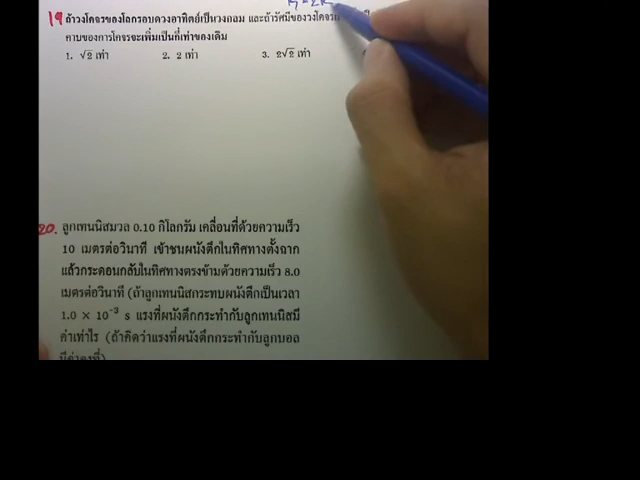 19 ถ้าวงโคจรของโลกรอบดวงอาทิตย์เป็นวงกลม และถ้ารัศมีของวงโคจร
คาบของการโคจรจะเพิ่มเป็นกี่เท่าของเดิม
1. √2 เท่า 2. 2 เท่า 3. 2√2 เท่า
20. ลูกเทนนิสมวล 0.10 กิโลกรัม เคลื่อนที่ด้วยความเร็ว
10 เมตรต่อวินาที เข้าชนผนังตึกในทิศทางตั้งฉาก
แล้วกระดอนกลับในทิศทางตรงข้ามด้วยความเร็ว 8.0
เมตรต่อวินาที (ถ้าลูกเทนนิสกระทบผนังตึกเป็นเวลา
1.0 × 10⁻³ s แรงที่ผนังตึกกระทำกับลูกเทนนิสมี
ค่าเท่าไร (ถ้าคิดว่าแรงที่ผนังตึกกระทำกับลูกบอล
มีค่าคงที่)